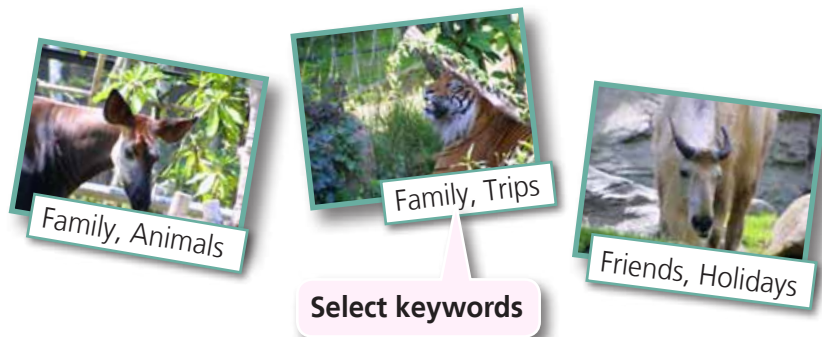 Family, Animals
Family, Trips
Friends, Holidays
Select keywords